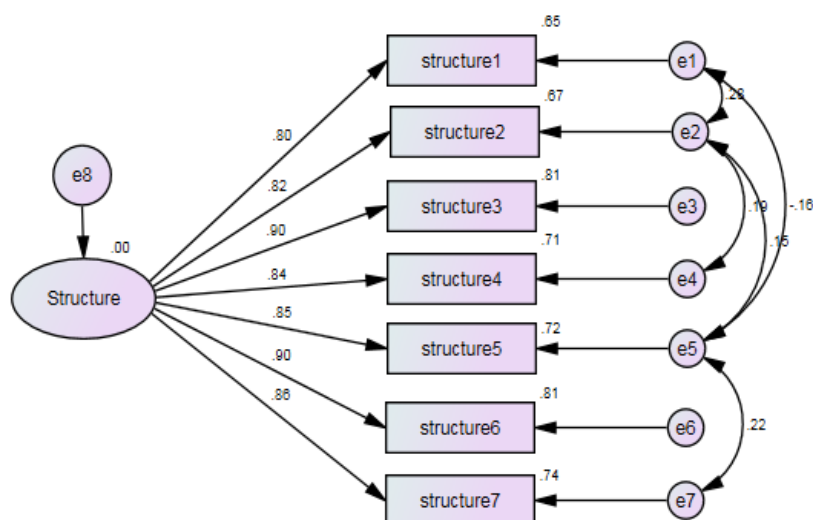 .65
structure1
e1
.28
.67
structure2
e2
.80
e8
.82
.81
structure3
e3
.19
-.16
.00
.90
.71
.15
Structure
.84
structure4
e4
.85
.72
structure5
e5
.90
.81
structure6
e6
.22
.86
.74
structure7
e7